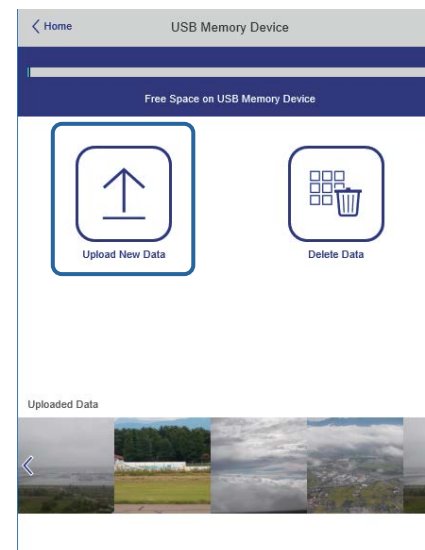 Home
USB Memory Device
Free Space on USB Memory Device
Upload New Data
Delete Data
Uploaded Data